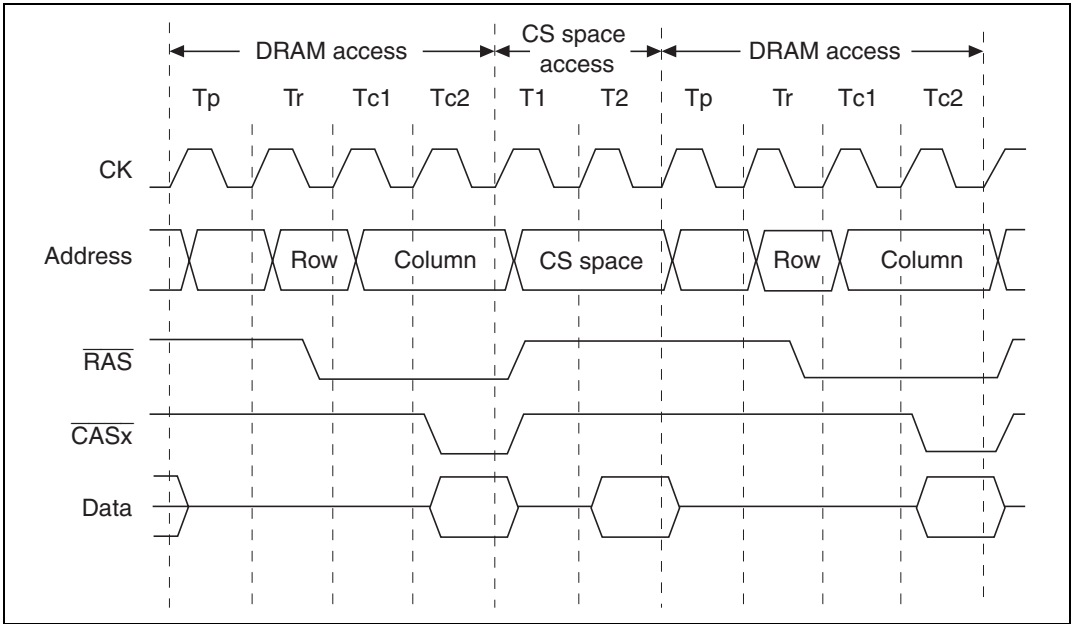 DRAM access
CS space
access
DRAM access
Tp Tr Tc1 Tc2 T1 T2 Tp Tr Tc1 Tc2
CK
Address Row Column CS space Row Column
RAS
CASx
Data